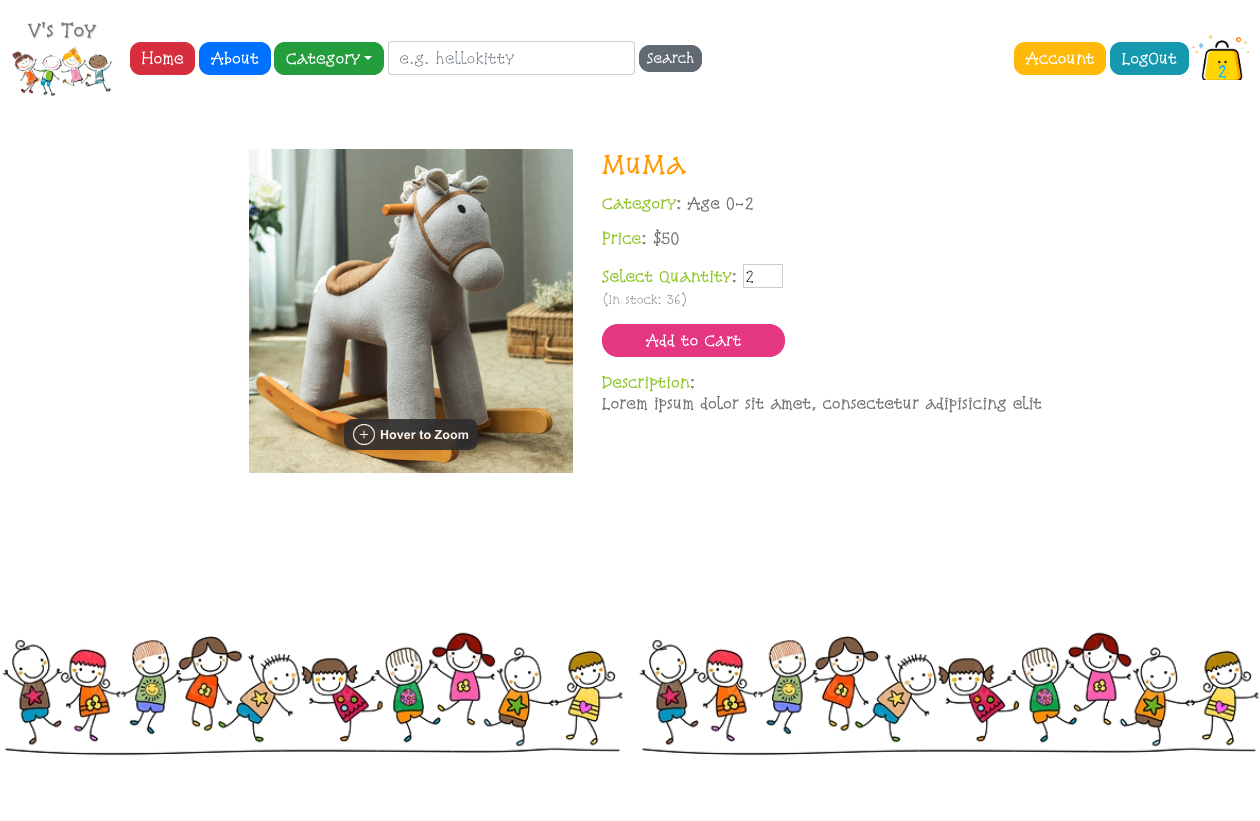 V's Toy
Home
About
Category
e.g. hellokitty
Search
Account
LogOut
2
MuMa
Category: Age 0-2
Price: $50
Select Quantity: 2
(In stock: 36)
Add to Cart
Hover to Zoom
Description:
Lorem ipsum dolor sit amet, consectetur adipisicing elit